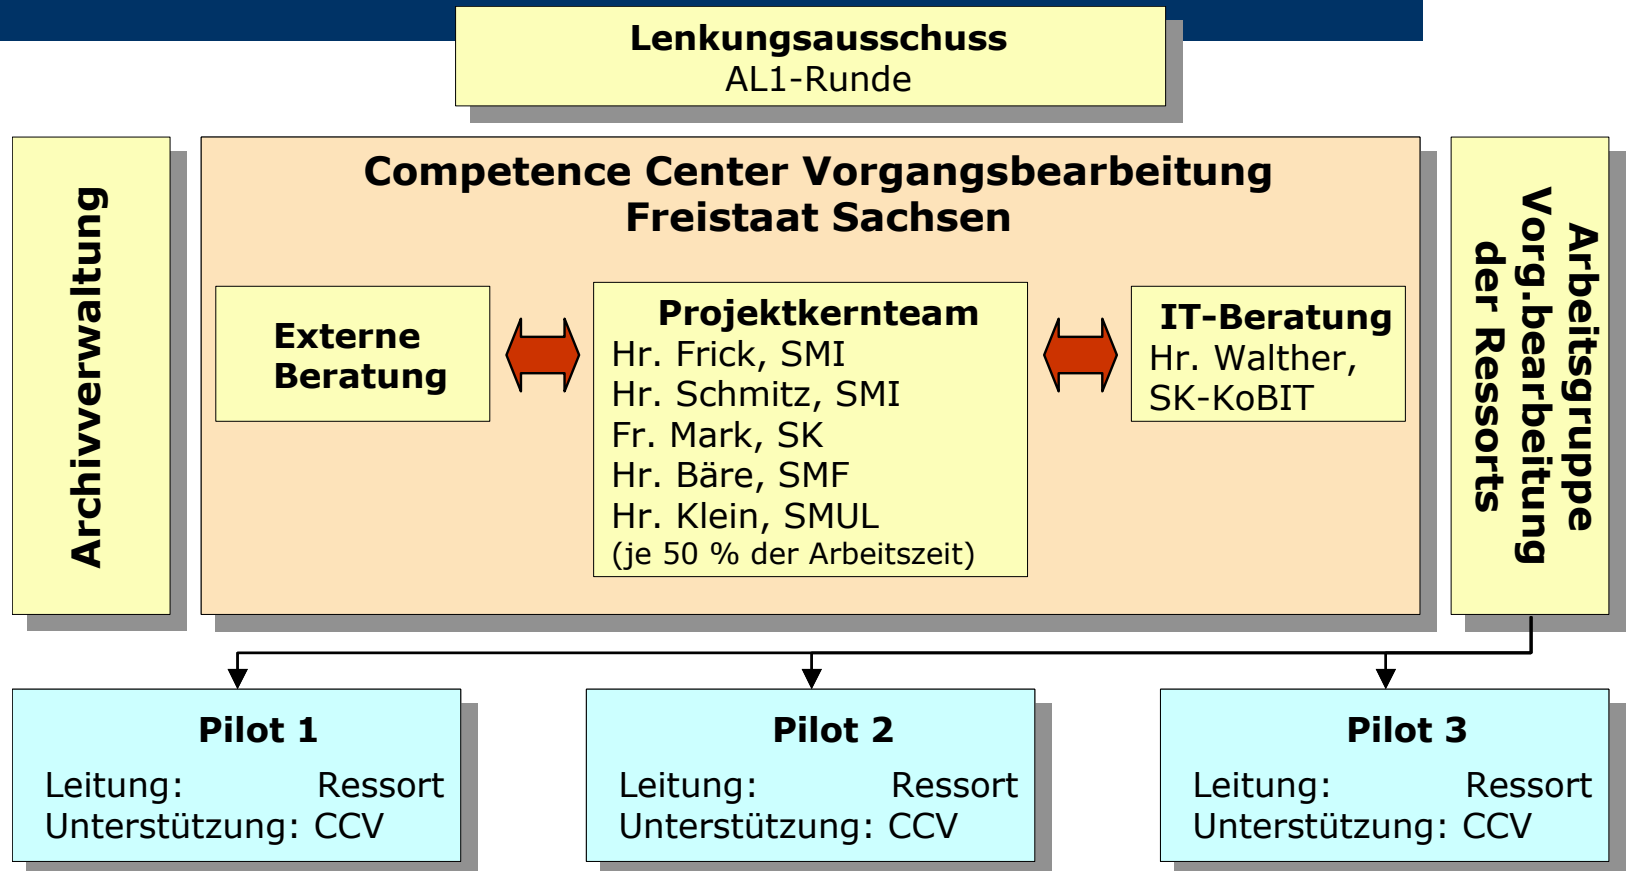 Lenkungsausschuss
AL1-Runde
Archivverwaltung
Competence Center Vorgangsbearbeitung
Freistaat Sachsen
Externe
Beratung
Projektkernteam
Hr. Frick, SMI
Hr. Schmitz, SMI
Fr. Mark, SK
Hr. Bäre, SMF
Hr. Klein, SMUL
(je 50 % der Arbeitszeit)
IT-Beratung
Hr. Walther,
SK-KoBIT
Arbeitsgruppe
Vorg.bearbeitung
der Ressorts
Pilot 1
Leitung: Ressort
Unterstützung: CCV
Pilot 2
Leitung: Ressort
Unterstützung: CCV
Pilot 3
Leitung: Ressort
Unterstützung: CCV